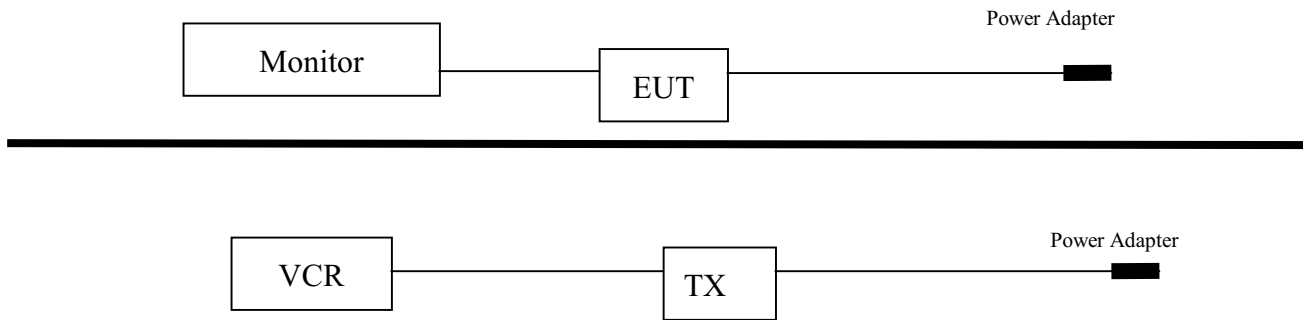 Power Adapter
Monitor
EUT
Power Adapter
VCR
TX